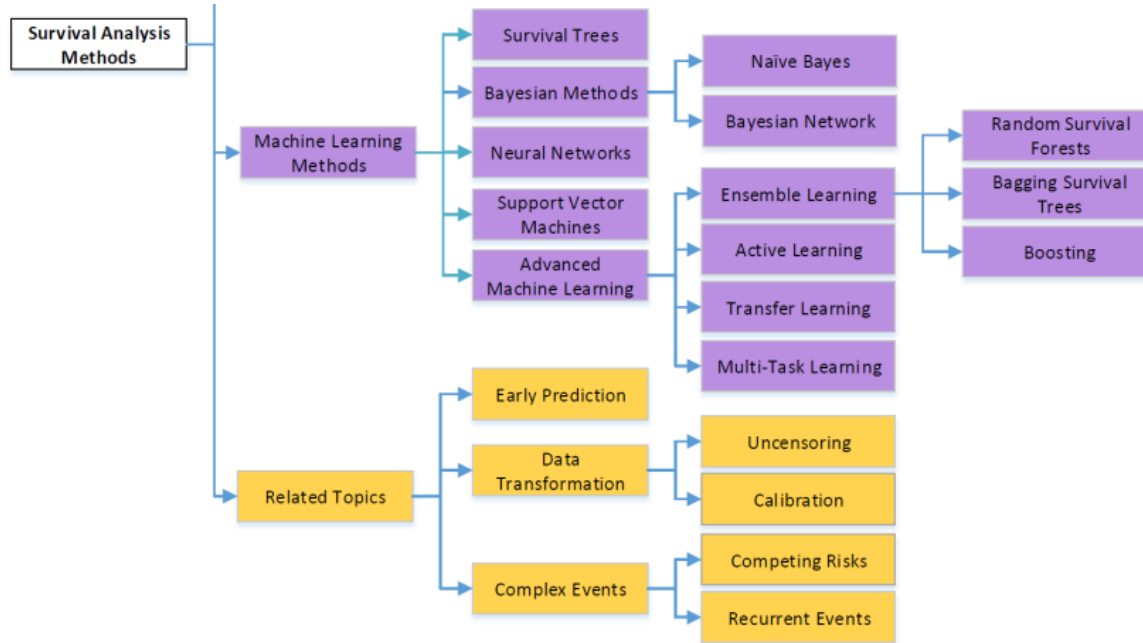 Survival Analysis
Methods
Machine Learning
Methods
Survival Trees
Bayesian Methods
Neural Networks
Support Vector
Machines
Advanced
Machine Learning
Naïve Bayes
Bayesian Network
Ensemble Learning
Active Learning
Transfer Learning
Multi-Task Learning
Random Survival
Forests
Bagging Survival
Trees
Boosting
Related Topics
Early Prediction
Data
Transformation
Complex Events
Uncensoring
Calibration
Competing Risks
Recurrent Events